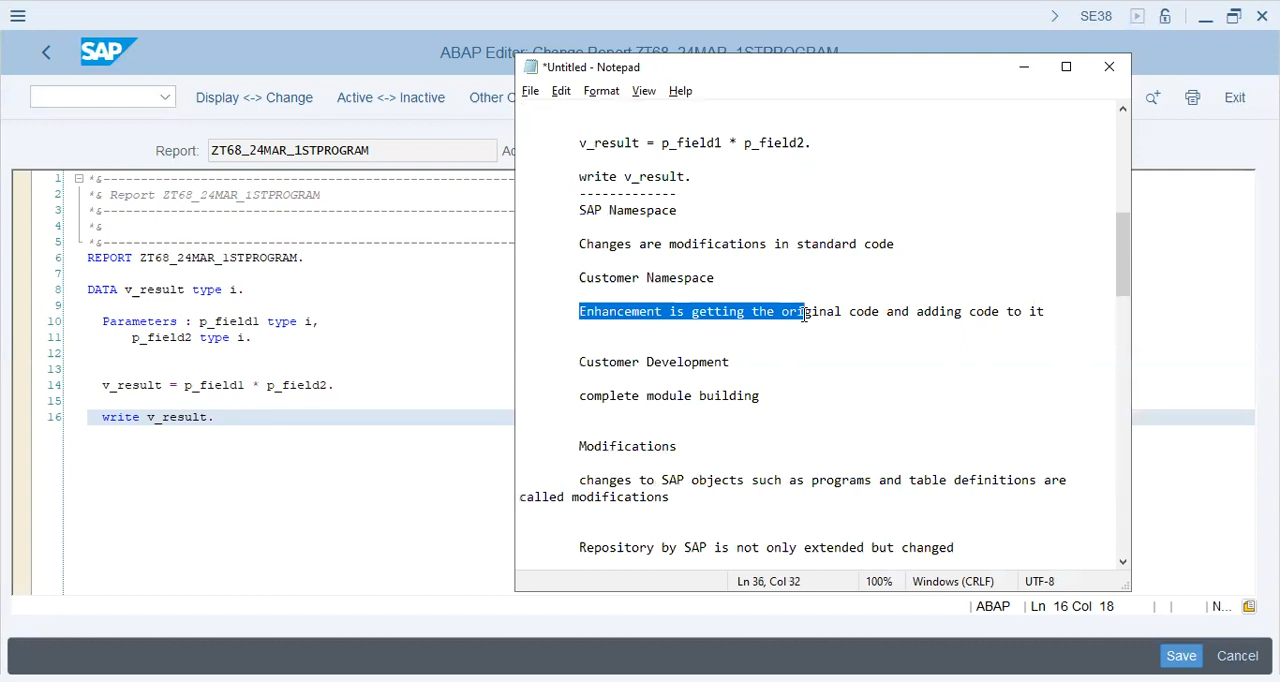 SE38
SAP
ABAP Editor: Change Report ZT68_24MAR_1STPROGRAM
Display <-> Change
Active <-> Inactive
Other
Exit
Report:
ZT68_24MAR_1STPROGRAM
1 *&---------------------------------------------------------
2 *& Report ZT68_24MAR_1STPROGRAM
3 *&---------------------------------------------------------
4 *&
5 *&---------------------------------------------------------
6 REPORT ZT68_24MAR_1STPROGRAM.
7
8 DATA v_result type i.
9
10 Parameters : p_field1 type i,
11 p_field2 type i.
12
13
14 v_result = p_field1 * p_field2.
15
16 write v_result.
*Untitled - Notepad
File Edit Format View Help
v_result = p_field1 * p_field2.
write v_result.
-------------
SAP Namespace
Changes are modifications in standard code
Customer Namespace
Enhancement is getting the original code and adding code to it
Customer Development
complete module building
Modifications
changes to SAP objects such as programs and table definitions are
called modifications
Repository by SAP is not only extended but changed
Ln 36, Col 32
100%
Windows (CRLF)
UTF-8
ABAP
Ln 16 Col 18
N...
Save
Cancel